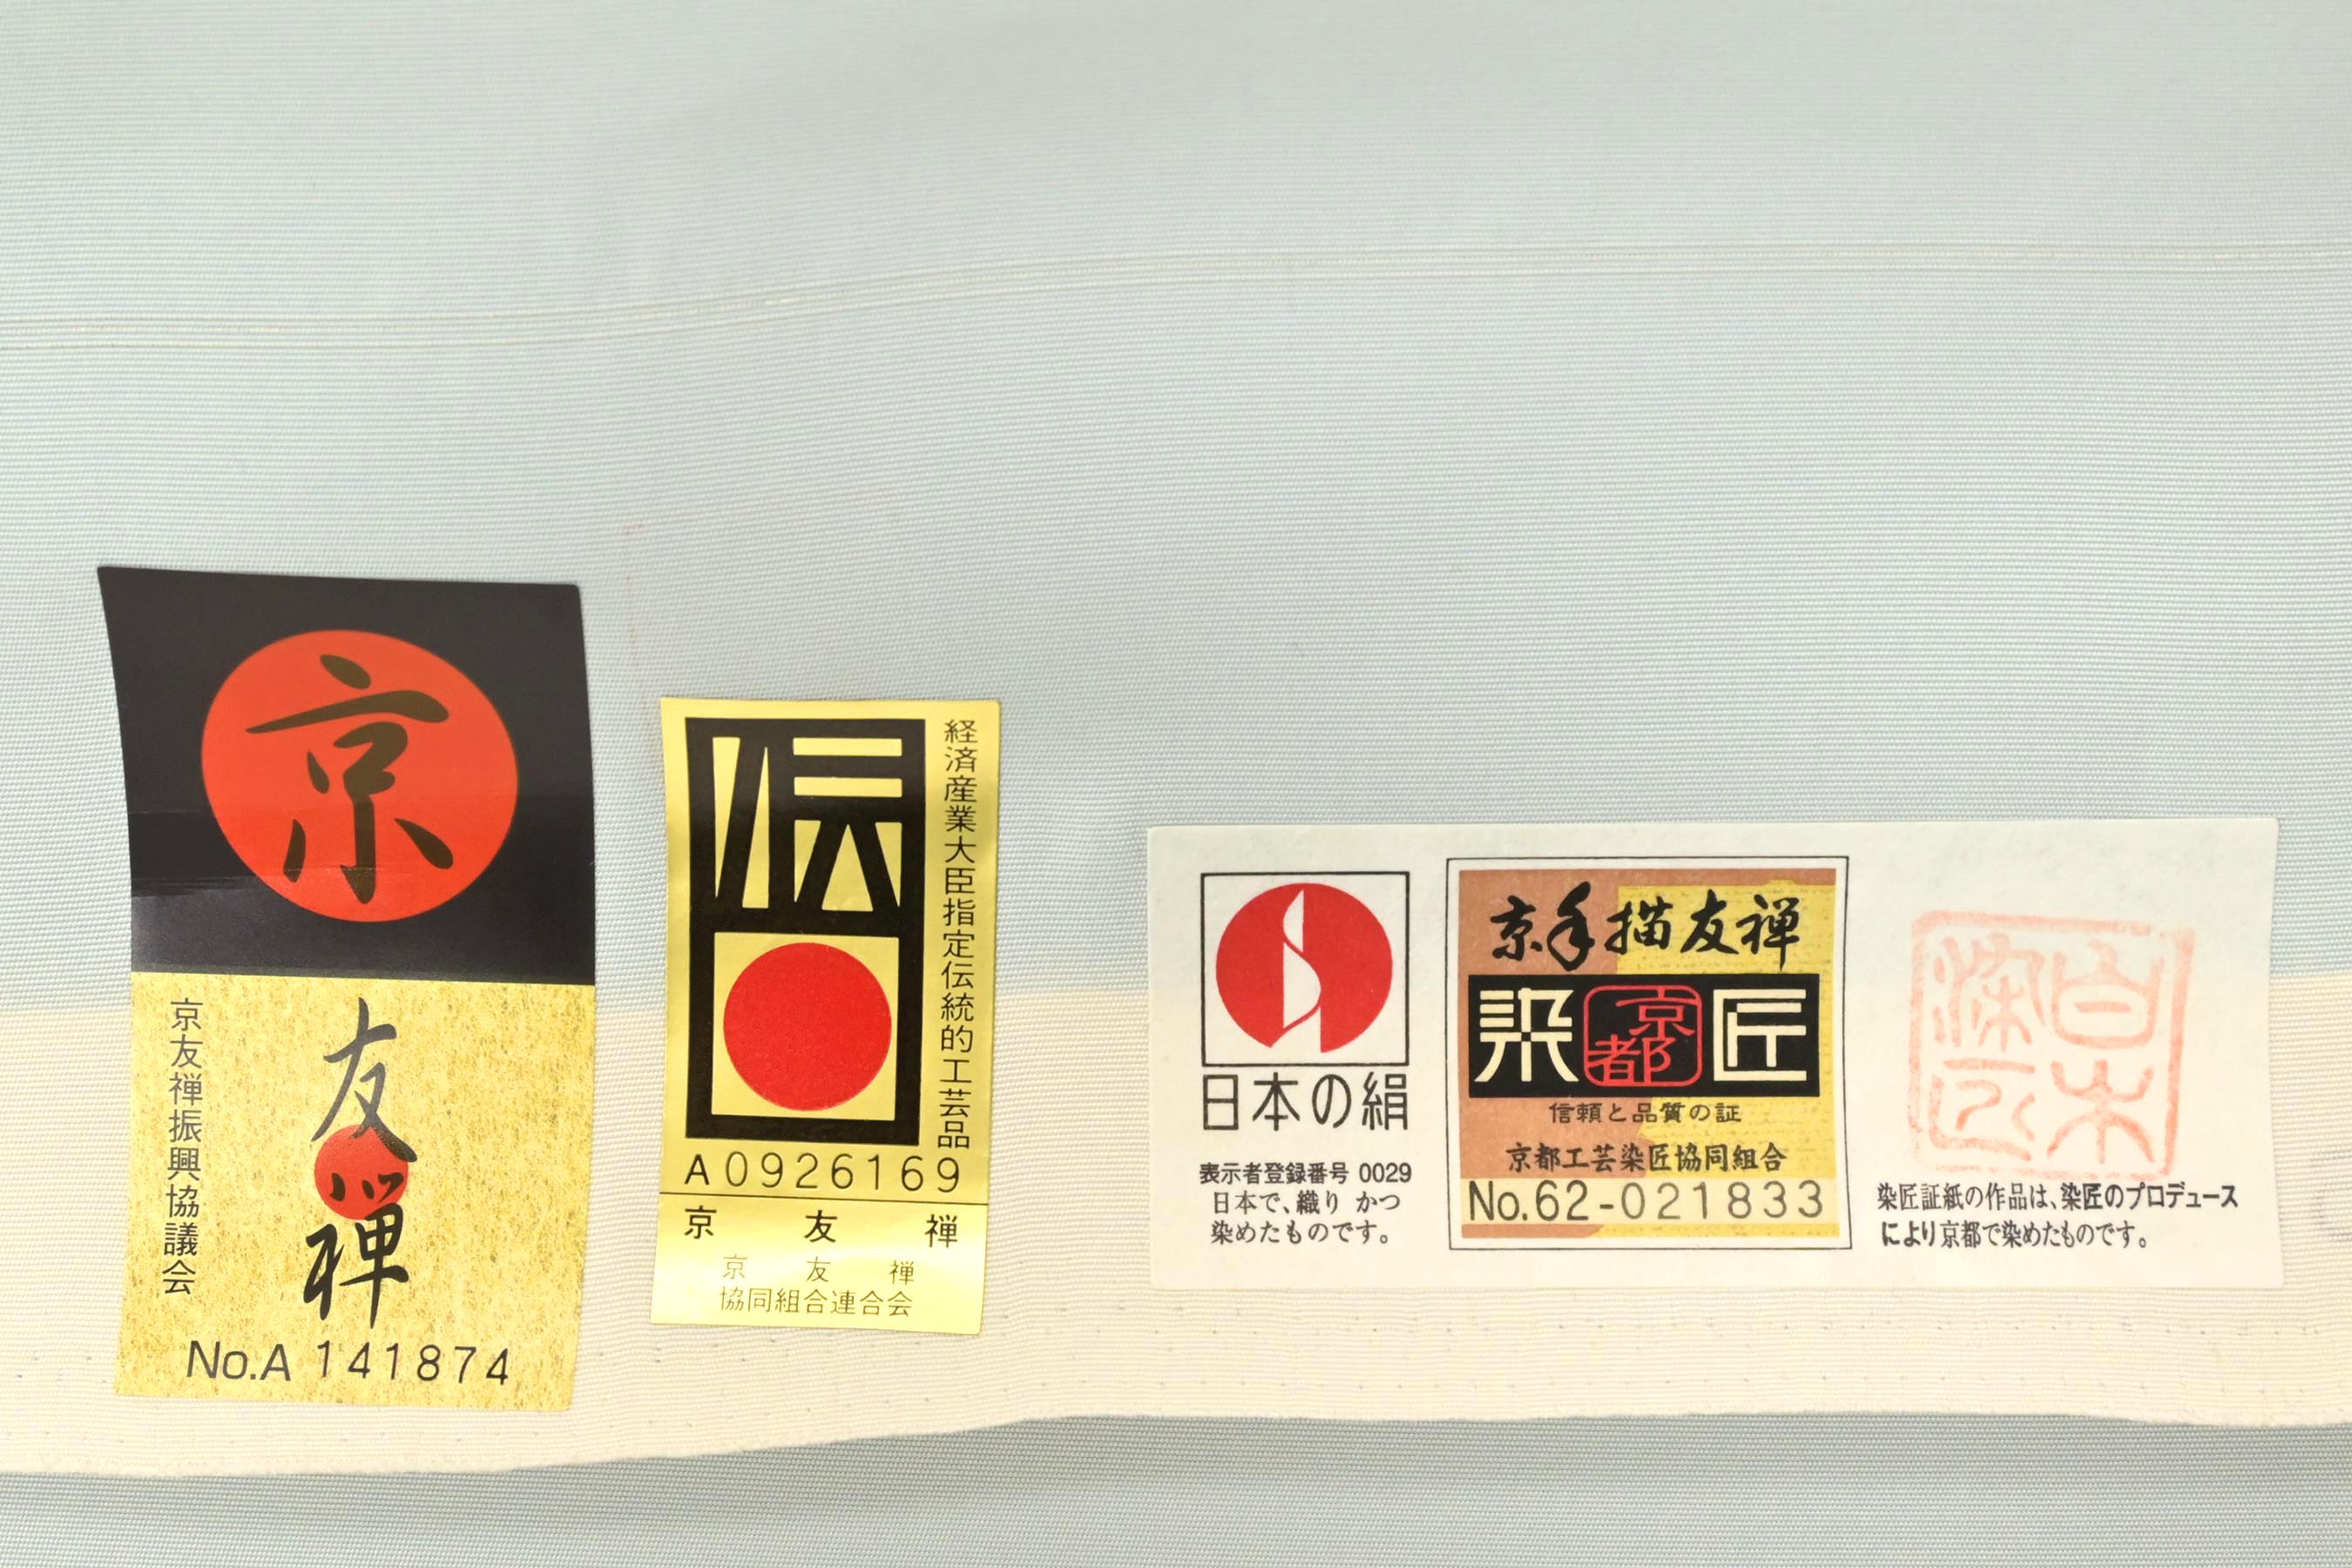 京
友禅
京友禅振興協議会
No.A 141874
伝
経済産業大臣指定伝統的工芸品
A0926169
京友禅
京友禅
協同組合連合会
日本の絹
表示者登録番号 0029
日本で、織り かつ
染めたものです。
京手描友禅
染京都匠
信頼と品質の証
京都工芸染匠協同組合
No.62-021833
白木染匠
染匠証紙の作品は、染匠のプロデュース
により京都で染めたものです。